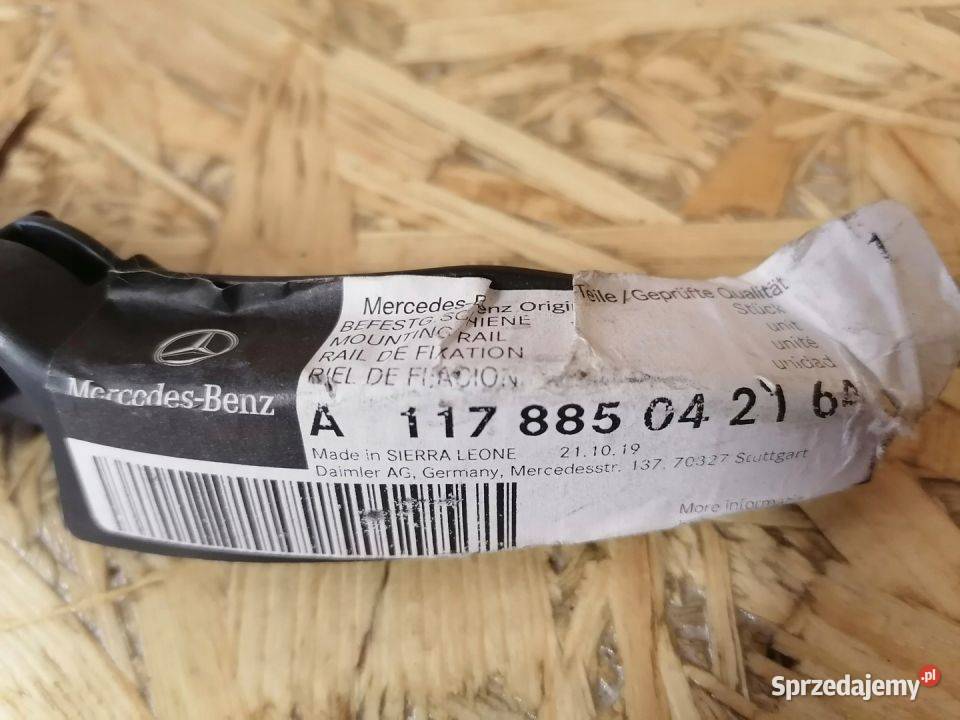 Mercedes-Benz
Mercedes-Benz Origi -Teile / Geprüfte Qualität
BEFESTG SCHIENE
MOUNTING RAIL
RAIL DE FIXATION
RIEL DE FIJACION
Stück
unit
unité
unidad
A 117 885 04 21 64
Made in SIERRA LEONE 21.10.19
Daimler AG, Germany, Mercedesstr. 137, 70327 Stuttgart
More
Sprzedajemy.pl